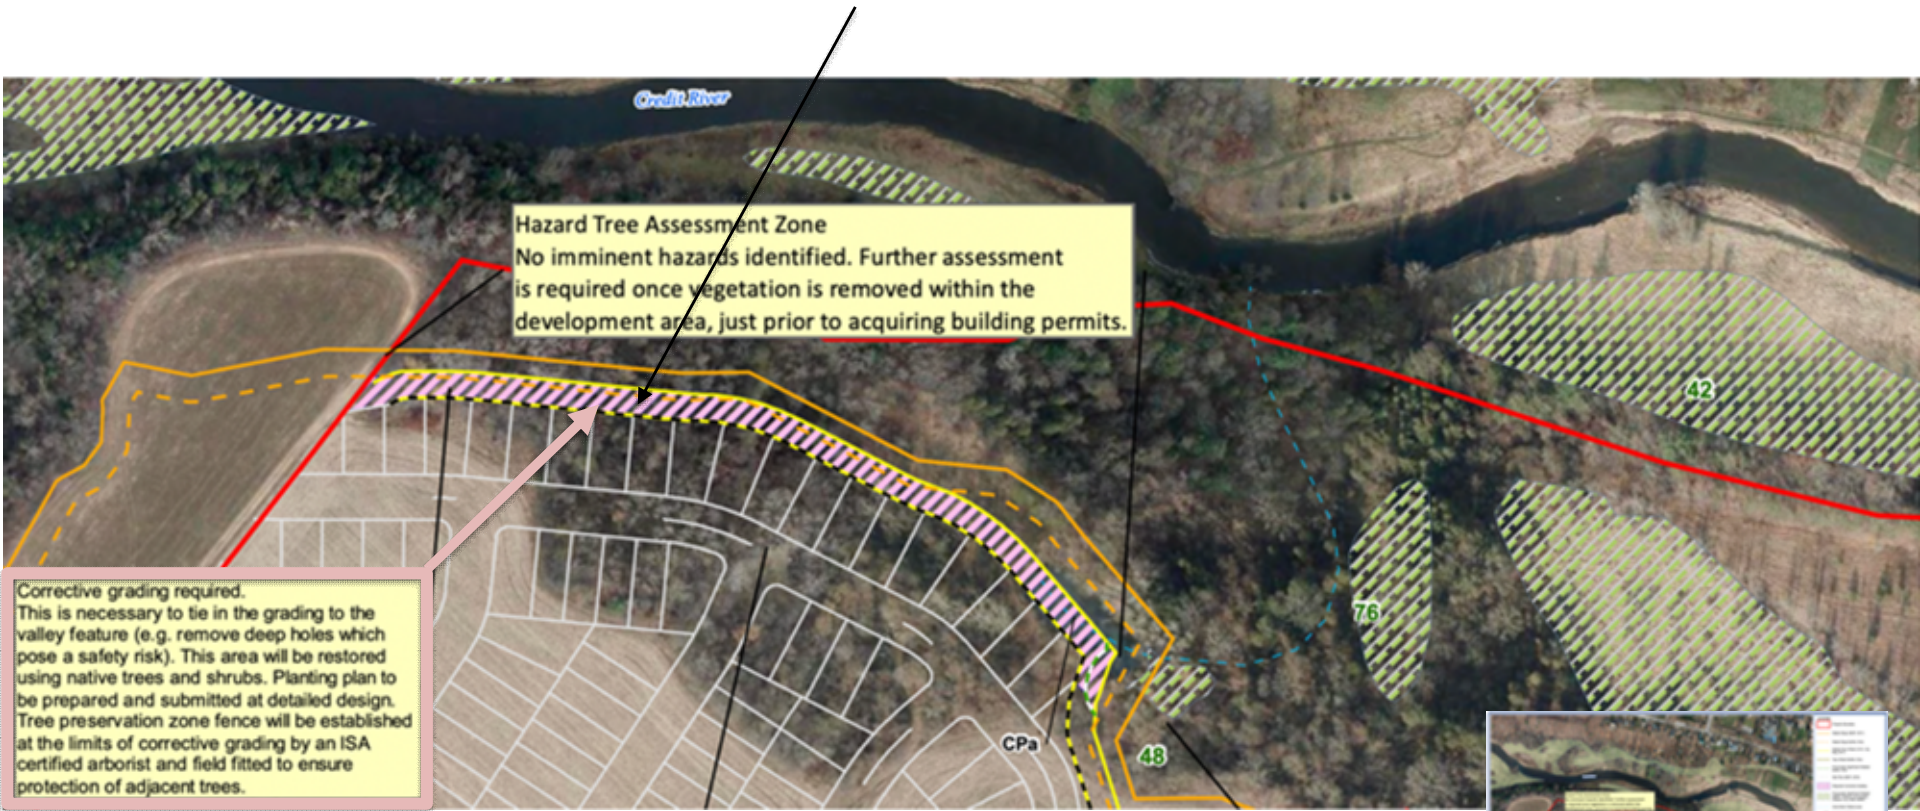 Credit River
Hazard Tree Assessment Zone
No imminent hazards identified. Further assessment
is required once vegetation is removed within the
development area, just prior to acquiring building permits.
42
76
Corrective grading required.
This is necessary to tie in the grading to the
valley feature (e.g. remove deep holes which
pose a safety risk). This area will be restored
using native trees and shrubs. Planting plan to
be prepared and submitted at detailed design.
Tree preservation zone fence will be established
at the limits of corrective grading by an ISA
certified arborist and field fitted to ensure
protection of adjacent trees.
CPa
48